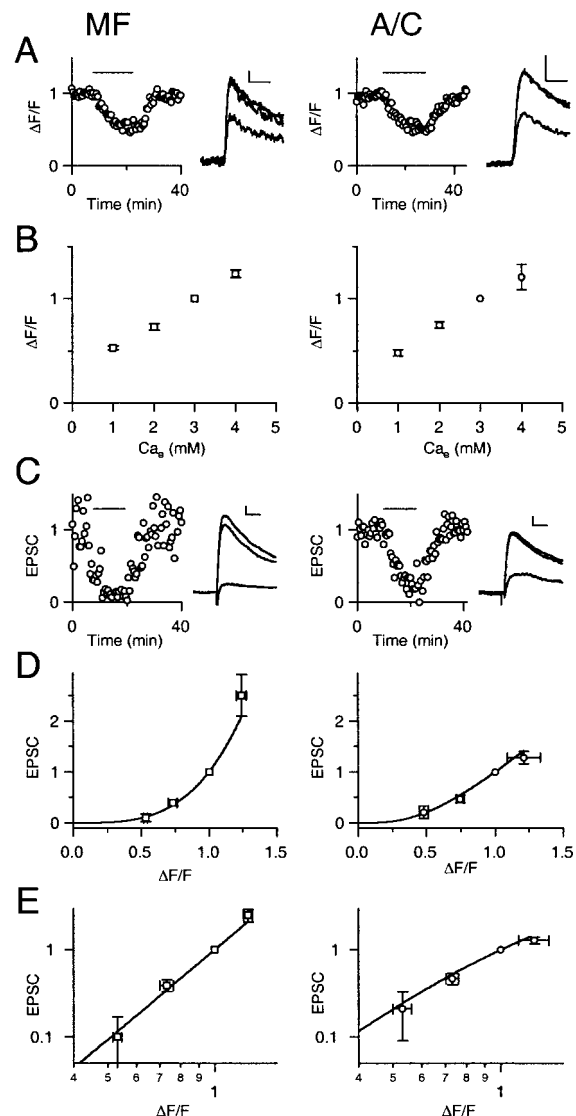 MF A/C
A
ΔF/F
1
0
0 40
Time (min)
ΔF/F
1
0
0 40
Time (min)
B
ΔF/F
1
0
0 1 2 3 4 5
Caₑ (mM)
ΔF/F
1
0
0 1 2 3 4 5
Caₑ (mM)
C
EPSC
1
0
0 40
Time (min)
EPSC
1
0
0 40
Time (min)
D
EPSC
2
1
0
0.0 0.5 1.0 1.5
ΔF/F
EPSC
2
1
0
0.0 0.5 1.0 1.5
ΔF/F
E
EPSC
1
0.1
4 5 6 7 8 9
1
ΔF/F
EPSC
1
0.1
4 5 6 7 8 9
1
ΔF/F